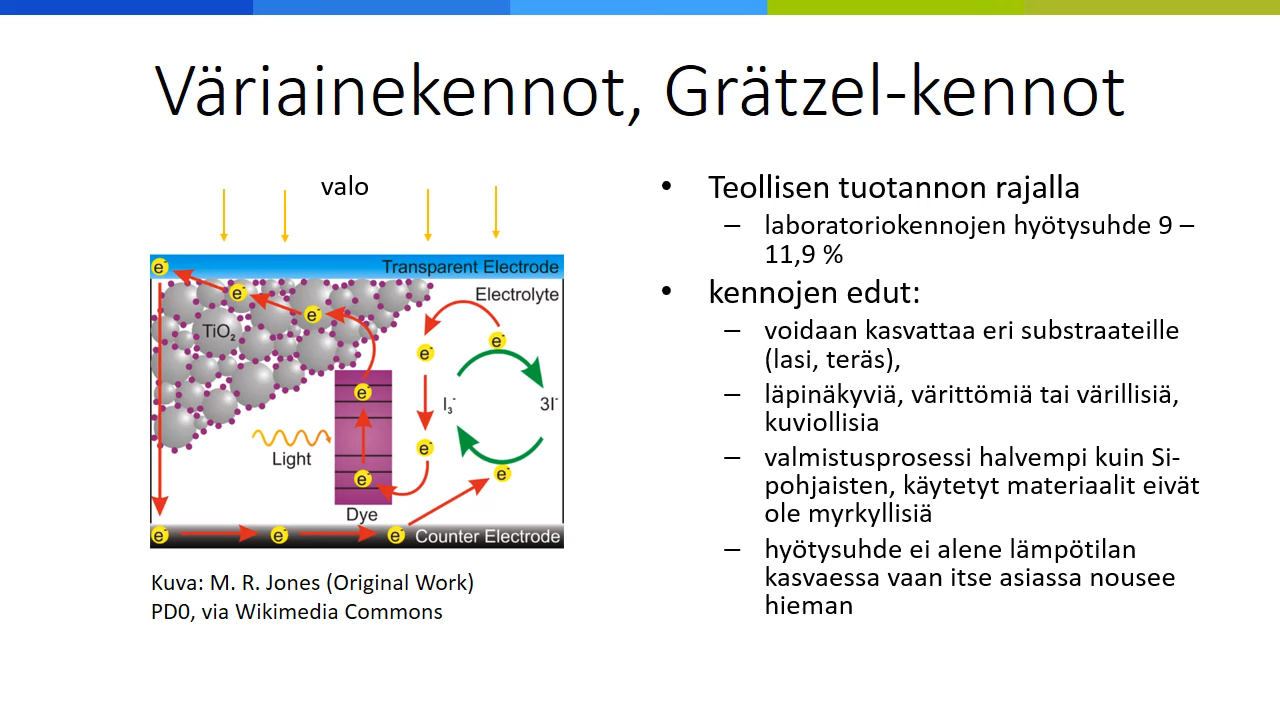 Väriainekennot, Grätzel-kennot
valo
Transparent Electrode
e⁻
e⁻
Electrolyte
e⁻
TiO₂
e⁻
e⁻
e⁻
I₃⁻
3I⁻
e⁻
Light
e⁻
e⁻
Dye
e⁻
e⁻
e⁻
Counter Electrode
Kuva: M. R. Jones (Original Work)
PD0, via Wikimedia Commons
• Teollisen tuotannon rajalla
– laboratoriokennojen hyötysuhde 9 –
11,9 %
• kennojen edut:
– voidaan kasvattaa eri substraateille
(lasi, teräs),
– läpinäkyviä, värittömiä tai värillisiä,
kuviollisia
– valmistusprosessi halvempi kuin Si-
pohjaisten, käytetyt materiaalit eivät
ole myrkyllisiä
– hyötysuhde ei alene lämpötilan
kasvaessa vaan itse asiassa nousee
hieman